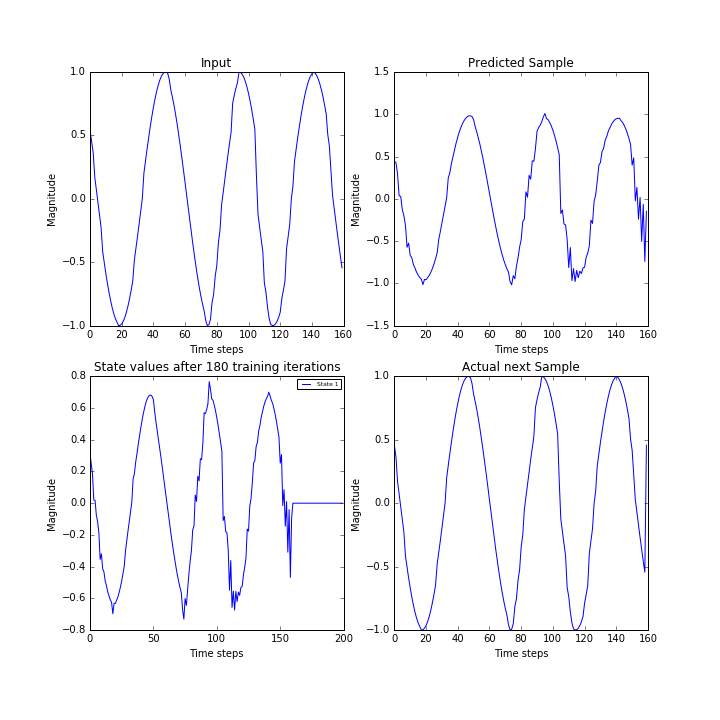 Input
1.0
0.5
0.0
−0.5
−1.0
Magnitude
0 20 40 60 80 100 120 140 160
Time steps
Predicted Sample
1.5
1.0
0.5
0.0
−0.5
−1.0
−1.5
Magnitude
0 20 40 60 80 100 120 140 160
Time steps
State values after 180 training iterations
State 1
0.8
0.6
0.4
0.2
0.0
−0.2
−0.4
−0.6
−0.8
Magnitude
0 50 100 150 200
Time steps
Actual next Sample
1.0
0.5
0.0
−0.5
−1.0
Magnitude
0 20 40 60 80 100 120 140 160
Time steps